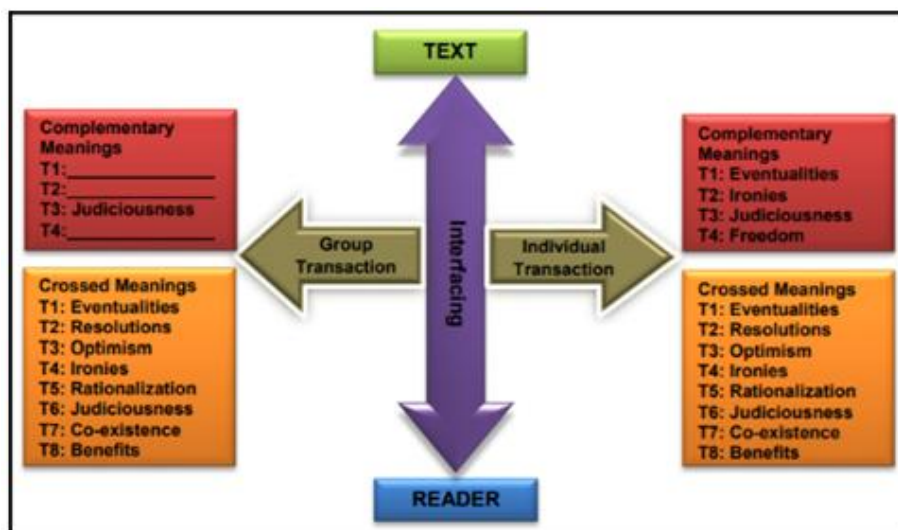 TEXT
Complementary
Meanings
T1:_______________
T2:_______________
T3: Judiciousness
T4:_______________
Crossed Meanings
T1: Eventualities
T2: Resolutions
T3: Optimism
T4: Ironies
T5: Rationalization
T6: Judiciousness
T7: Co-existence
T8: Benefits
Group
Transaction
Interfacing
Individual
Transaction
Complementary
Meanings
T1: Eventualities
T2: Ironies
T3: Judiciousness
T4: Freedom
Crossed Meanings
T1: Eventualities
T2: Resolutions
T3: Optimism
T4: Ironies
T5: Rationalization
T6: Judiciousness
T7: Co-existence
T8: Benefits
READER